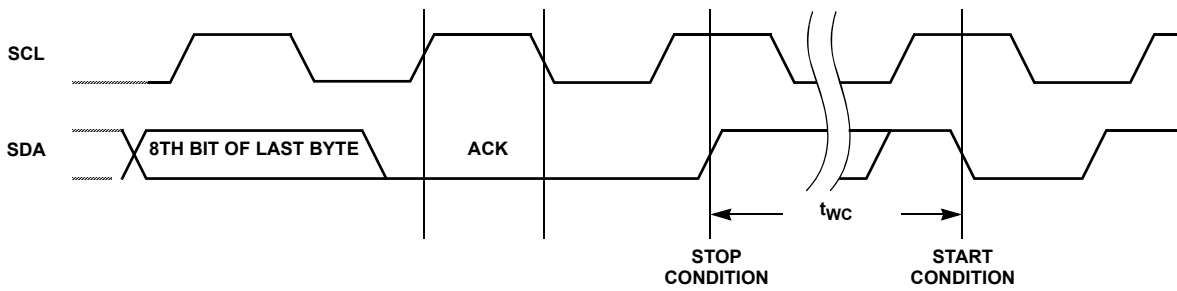 SCL
SDA
8TH BIT OF LAST BYTE
ACK
tWC
STOP
CONDITION
START
CONDITION